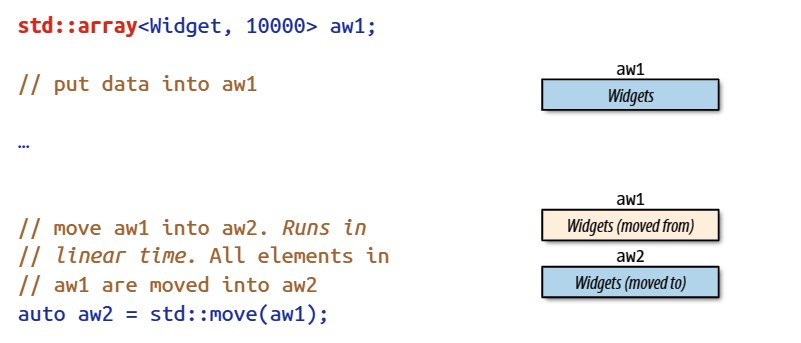 std::array<Widget, 10000> aw1;
// put data into aw1
aw1
Widgets
…
aw1
Widgets (moved from)
// move aw1 into aw2. Runs in
// linear time. All elements in
aw2
// aw1 are moved into aw2
Widgets (moved to)
auto aw2 = std::move(aw1);